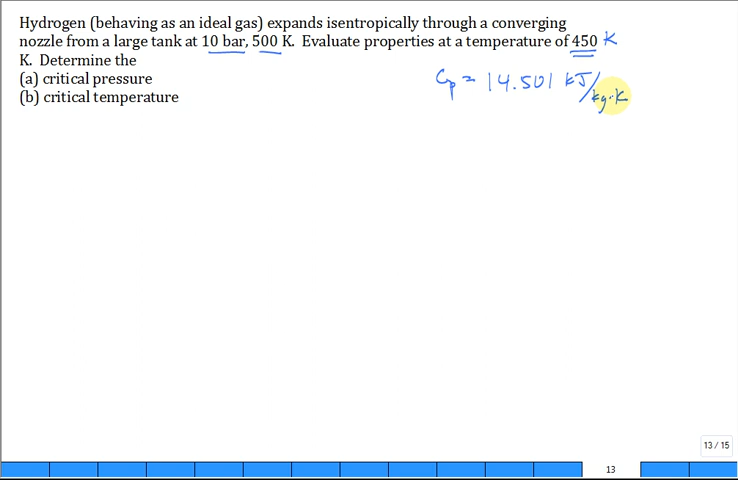 Hydrogen (behaving as an ideal gas) expands isentropically through a converging
nozzle from a large tank at 10 bar, 500 K.  Evaluate properties at a temperature of 450 K
K.  Determine the
(a) critical pressure
Cp = 14.501 kJ/kg·K
(b) critical temperature
13 / 15
13